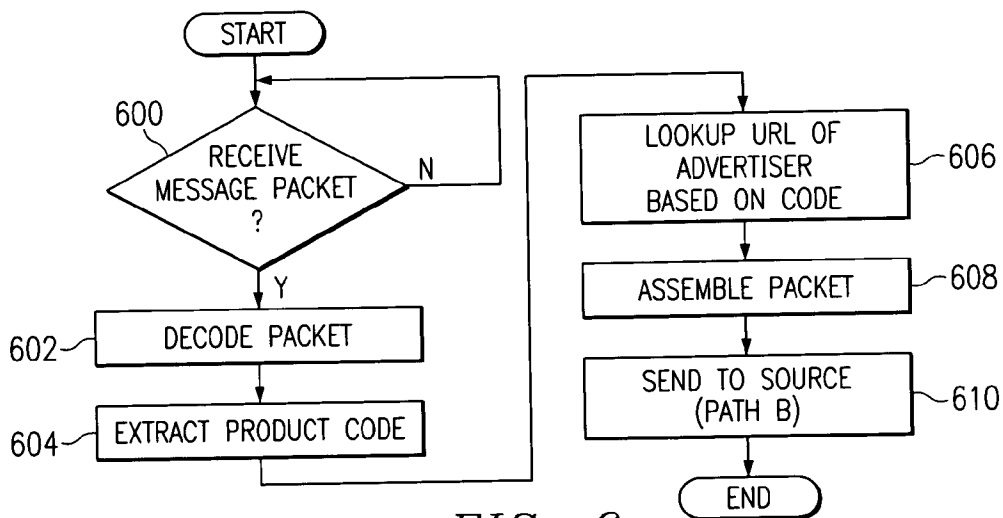 START
600
RECEIVE
MESSAGE PACKET
?
N
Y
602
DECODE PACKET
604
EXTRACT PRODUCT CODE
LOOKUP URL OF
ADVERTISER
BASED ON CODE
606
ASSEMBLE PACKET
608
SEND TO SOURCE
(PATH B)
610
END